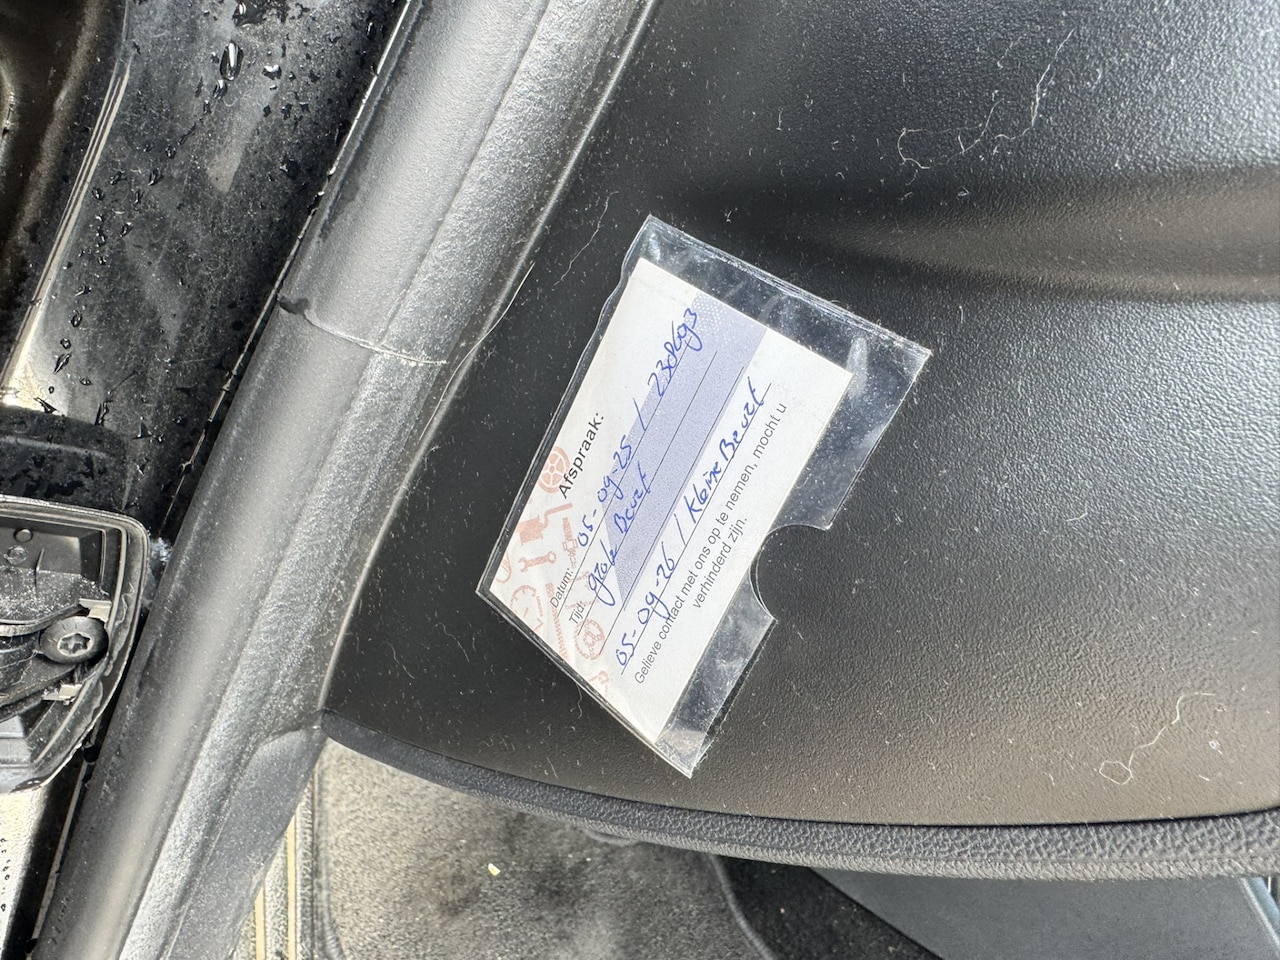 Afspraak:
Datum: 05-09-25 / 230693
Tijd: grote Beurt
05-09-26 / kleine Beurt
Gelieve contact met ons op te nemen, mocht u
verhinderd zijn.